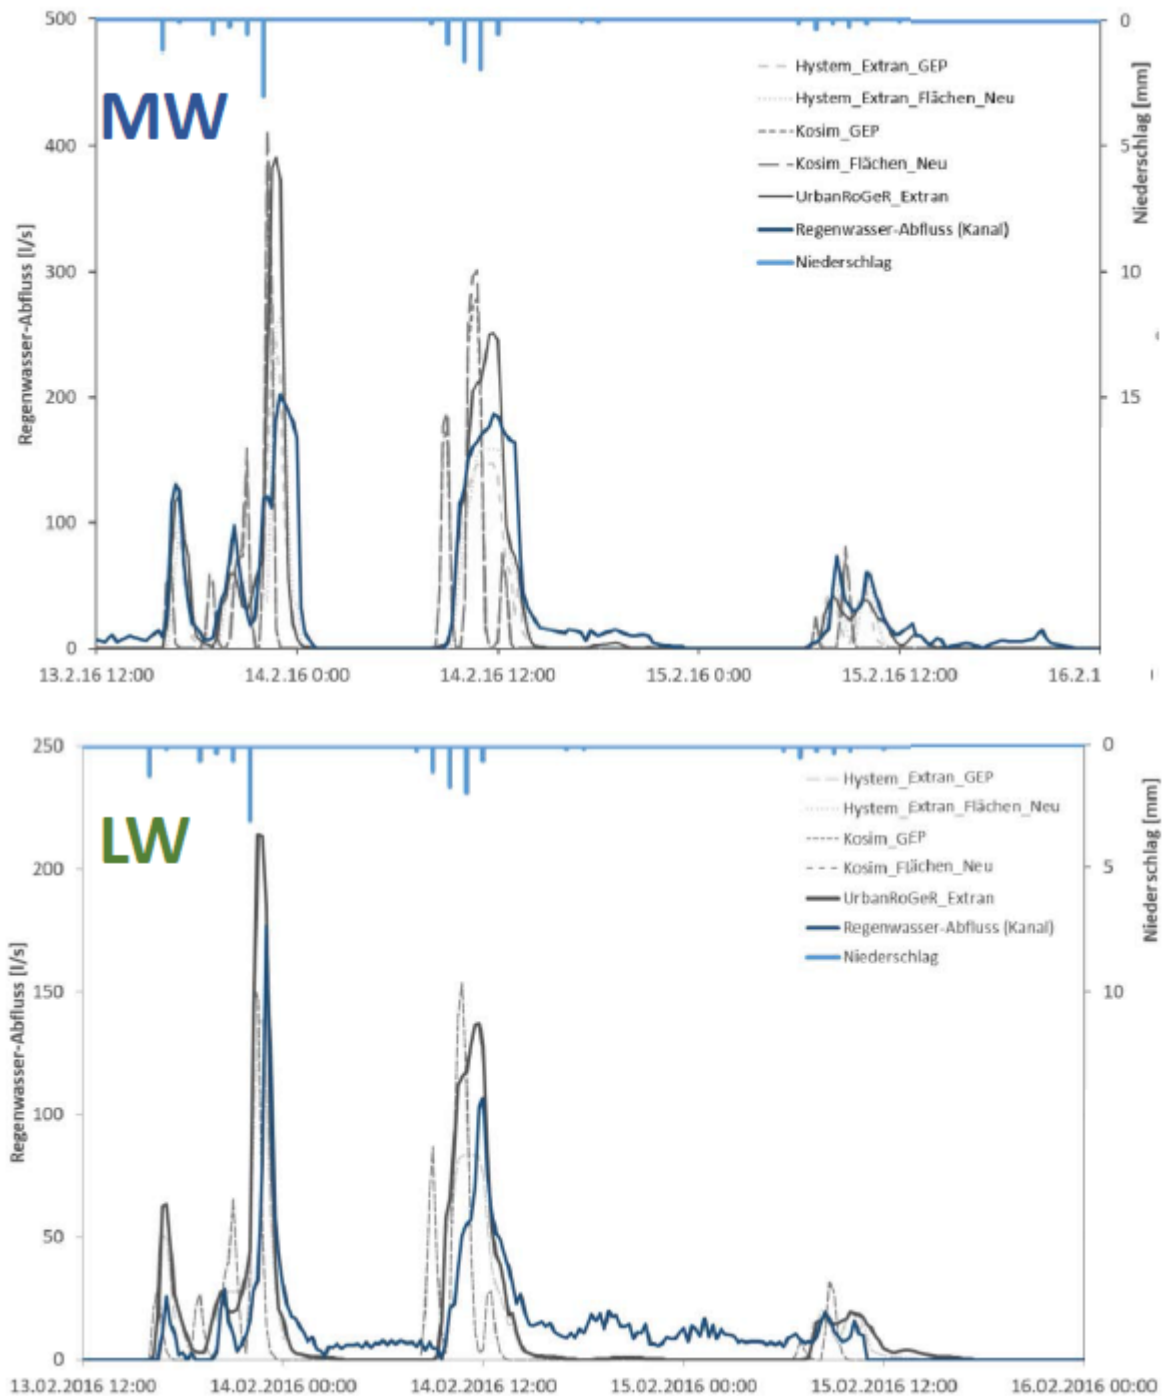 500
400
300
200
100
0
Regenwasser-Abfluss [l/s]
MW
Hystem_Extran_GEP
Hystem_Extran_Flächen_Neu
Kosim_GEP
Kosim_Flächen_Neu
UrbanRoGeR_Extran
Regenwasser-Abfluss (Kanal)
Niederschlag
0
5
10
15
Niederschlag [mm]
13.2.16 12:00
14.2.16 0:00
14.2.16 12:00
15.2.16 0:00
15.2.16 12:00
16.2.1
250
200
150
100
50
0
Regenwasser-Abfluss [l/s]
LW
Hystem_Extran_GEP
Hystem_Extran_Flächen_Neu
Kosim_GEP
Kosim_Flächen_Neu
UrbanRoGeR_Extran
Regenwasser-Abfluss (Kanal)
Niederschlag
0
5
10
Niederschlag [mm]
13.02.2016 12:00
14.02.2016 00:00
14.02.2016 12:00
15.02.2016 00:00
15.02.2016 12:00
16.02.2016 00:00